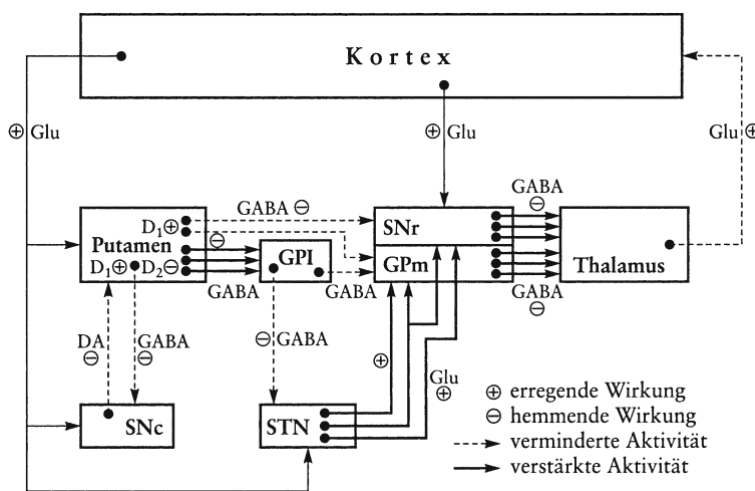 Kortex
⊕ Glu
⊕ Glu
Glu ⊕
GABA ⊖
GABA
⊖
D₁⊕
⊖
Putamen
D₁⊕ D₂⊖
GPl
SNr
GPm
Thalamus
GABA
GABA
GABA
⊖
DA
⊖
GABA
⊖
⊖ GABA
⊕
Glu
⊕
SNc
STN
⊕ erregende Wirkung
⊖ hemmende Wirkung
verminderte Aktivität
verstärkte Aktivität